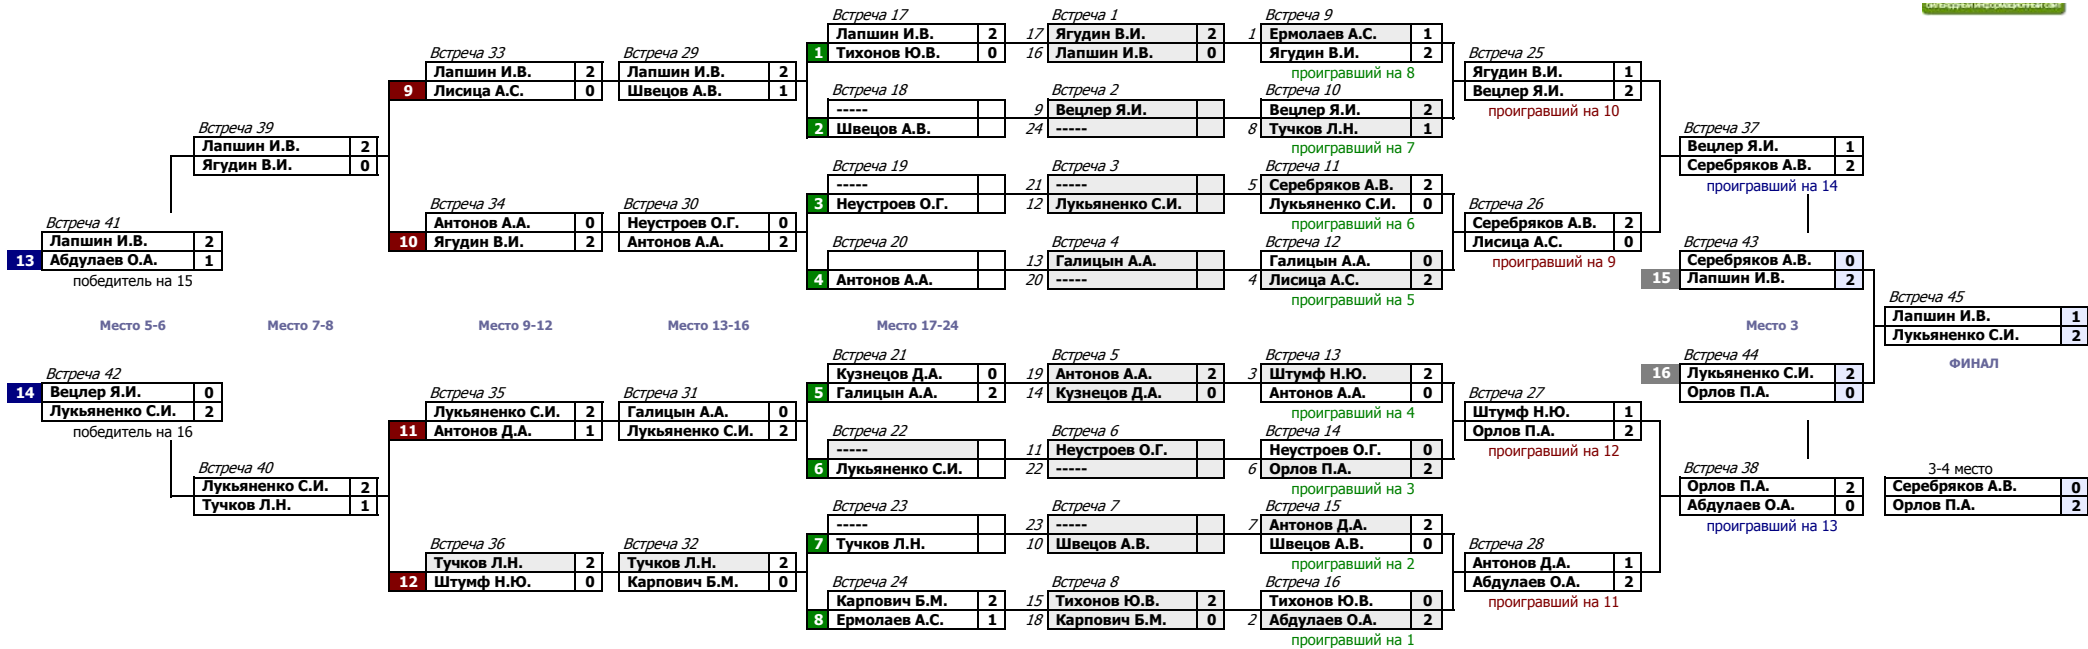 бильярдный информационный сайт
Встреча 41
Лапшин И.В. 2
13 Абдулаев О.А. 1
победитель на 15
Место 5-6
Встреча 42
14 Вецлер Я.И. 0
Лукьяненко С.И. 2
победитель на 16
Встреча 39
Лапшин И.В. 2
Ягудин В.И. 0
Место 7-8
Встреча 40
Лукьяненко С.И. 2
Тучков Л.Н. 1
Встреча 33
Лапшин И.В. 2
9 Лисица А.С. 0
Встреча 34
Антонов А.А. 0
10 Ягудин В.И. 2
Место 9-12
Встреча 35
Лукьяненко С.И. 2
11 Антонов Д.А. 1
Встреча 36
Тучков Л.Н. 2
12 Штумф Н.Ю. 0
Встреча 29
Лапшин И.В. 2
Швецов А.В. 1
Встреча 30
Неустроев О.Г. 0
Антонов А.А. 2
Место 13-16
Встреча 31
Галицын А.А. 0
Лукьяненко С.И. 2
Встреча 32
Тучков Л.Н. 2
Карпович Б.М. 0
Встреча 17
Лапшин И.В. 2
1 Тихонов Ю.В. 0
Встреча 18
-----
2 Швецов А.В.
Встреча 19
-----
3 Неустроев О.Г.
Встреча 20
4 Антонов А.А.
Место 17-24
Встреча 21
Кузнецов Д.А. 0
5 Галицын А.А. 2
Встреча 22
-----
6 Лукьяненко С.И.
Встреча 23
-----
7 Тучков Л.Н.
Встреча 24
Карпович Б.М. 2
8 Ермолаев А.С. 1
Встреча 1
17 Ягудин В.И. 2
16 Лапшин И.В. 0
Встреча 2
9 Вецлер Я.И.
24 -----
Встреча 3
21 -----
12 Лукьяненко С.И.
Встреча 4
13 Галицын А.А.
20 -----
Встреча 5
19 Антонов А.А. 2
14 Кузнецов Д.А. 0
Встреча 6
11 Неустроев О.Г.
22 -----
Встреча 7
23 -----
10 Швецов А.В.
Встреча 8
15 Тихонов Ю.В. 2
18 Карпович Б.М. 0
Встреча 9
1 Ермолаев А.С. 1
Ягудин В.И. 2
проигравший на 8
Встреча 10
Вецлер Я.И. 2
8 Тучков Л.Н. 1
проигравший на 7
Встреча 11
5 Серебряков А.В. 2
Лукьяненко С.И. 0
проигравший на 6
Встреча 12
Галицын А.А. 0
4 Лисица А.С. 2
проигравший на 5
Встреча 13
3 Штумф Н.Ю. 2
Антонов А.А. 0
проигравший на 4
Встреча 14
Неустроев О.Г. 0
6 Орлов П.А. 2
проигравший на 3
Встреча 15
7 Антонов Д.А. 2
Швецов А.В. 0
проигравший на 2
Встреча 16
Тихонов Ю.В. 0
2 Абдулаев О.А. 2
проигравший на 1
Встреча 25
Ягудин В.И. 1
Вецлер Я.И. 2
проигравший на 10
Встреча 26
Серебряков А.В. 2
Лисица А.С. 0
проигравший на 9
Встреча 27
Штумф Н.Ю. 1
Орлов П.А. 2
проигравший на 12
Встреча 28
Антонов Д.А. 1
Абдулаев О.А. 2
проигравший на 11
Встреча 37
Вецлер Я.И. 1
Серебряков А.В. 2
проигравший на 14
Встреча 43
Серебряков А.В. 0
15 Лапшин И.В. 2
Место 3
Встреча 44
16 Лукьяненко С.И. 2
Орлов П.А. 0
Встреча 38
Орлов П.А. 2
Абдулаев О.А. 0
проигравший на 13
Встреча 45
Лапшин И.В. 1
Лукьяненко С.И. 2
ФИНАЛ
3-4 место
Серебряков А.В. 0
Орлов П.А. 2